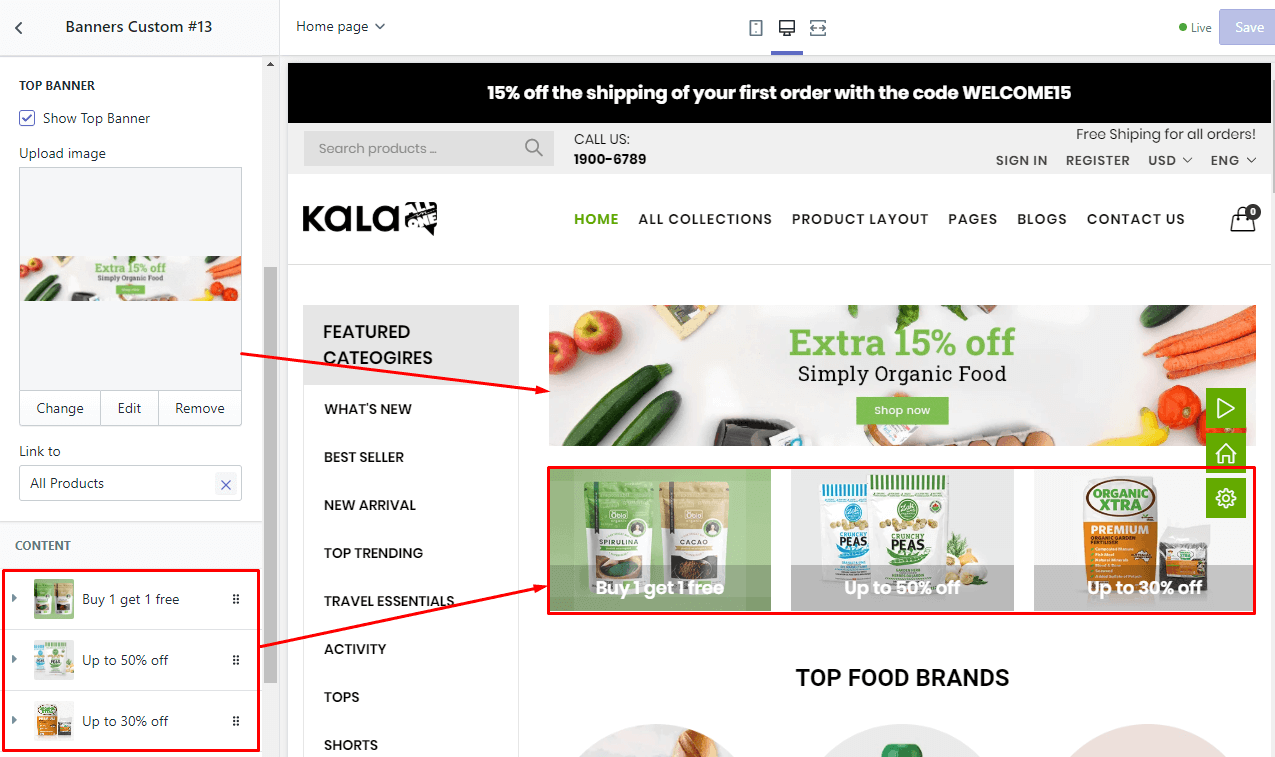 Banners Custom #13
Home page
Live
Save
TOP BANNER
Show Top Banner
Upload image
Extra 15% off
Simply Organic Food
Shop now
Change
Edit
Remove
Link to
All Products
CONTENT
Buy 1 get 1 free
Up to 50% off
Up to 30% off
15% off the shipping of your first order with the code WELCOME15
Search products ...
CALL US:
1900-6789
Free Shiping for all orders!
SIGN IN
REGISTER
USD
ENG
KALA
ONE
HOME
ALL COLLECTIONS
PRODUCT LAYOUT
PAGES
BLOGS
CONTACT US
0
FEATURED
CATEOGIRES
WHAT'S NEW
BEST SELLER
NEW ARRIVAL
TOP TRENDING
TRAVEL ESSENTIALS
ACTIVITY
TOPS
SHORTS
Extra 15% off
Simply Organic Food
Shop now
Obio
SPIRULINA
Obio
CACAO
Buy 1 get 1 free
CRUNCHY
PEAS
CRUNCHY
PEAS
Up to 50% off
ORGANIC
XTRA
PREMIUM
ORGANIC GARDEN
FERTILISER
Up to 30% off
TOP FOOD BRANDS